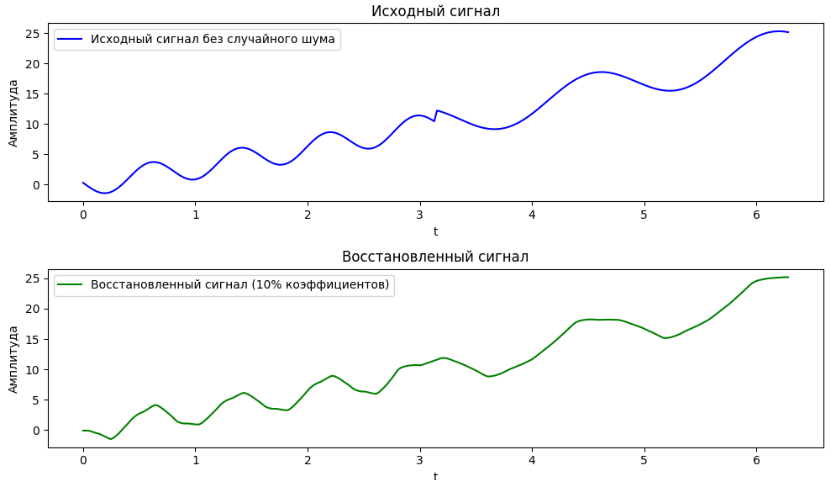 Исходный сигнал
Исходный сигнал без случайного шума
Амплитуда
25
20
15
10
5
0
0 1 2 3 4 5 6
t
Восстановленный сигнал
Восстановленный сигнал (10% коэффициентов)
Амплитуда
25
20
15
10
5
0
0 1 2 3 4 5 6
t